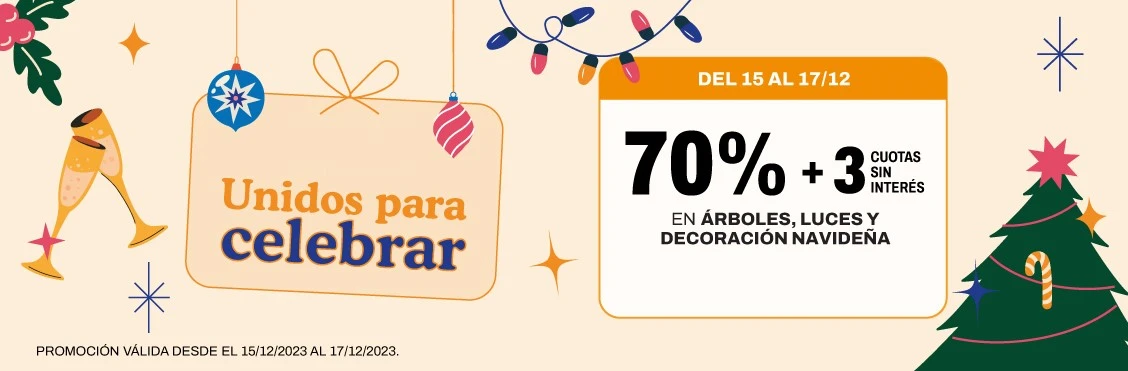 Unidos para
celebrar
DEL 15 AL 17/12
70% + 3 CUOTAS
SIN
INTERÉS
EN ÁRBOLES, LUCES Y
DECORACIÓN NAVIDEÑA
PROMOCIÓN VÁLIDA DESDE EL 15/12/2023 AL 17/12/2023.